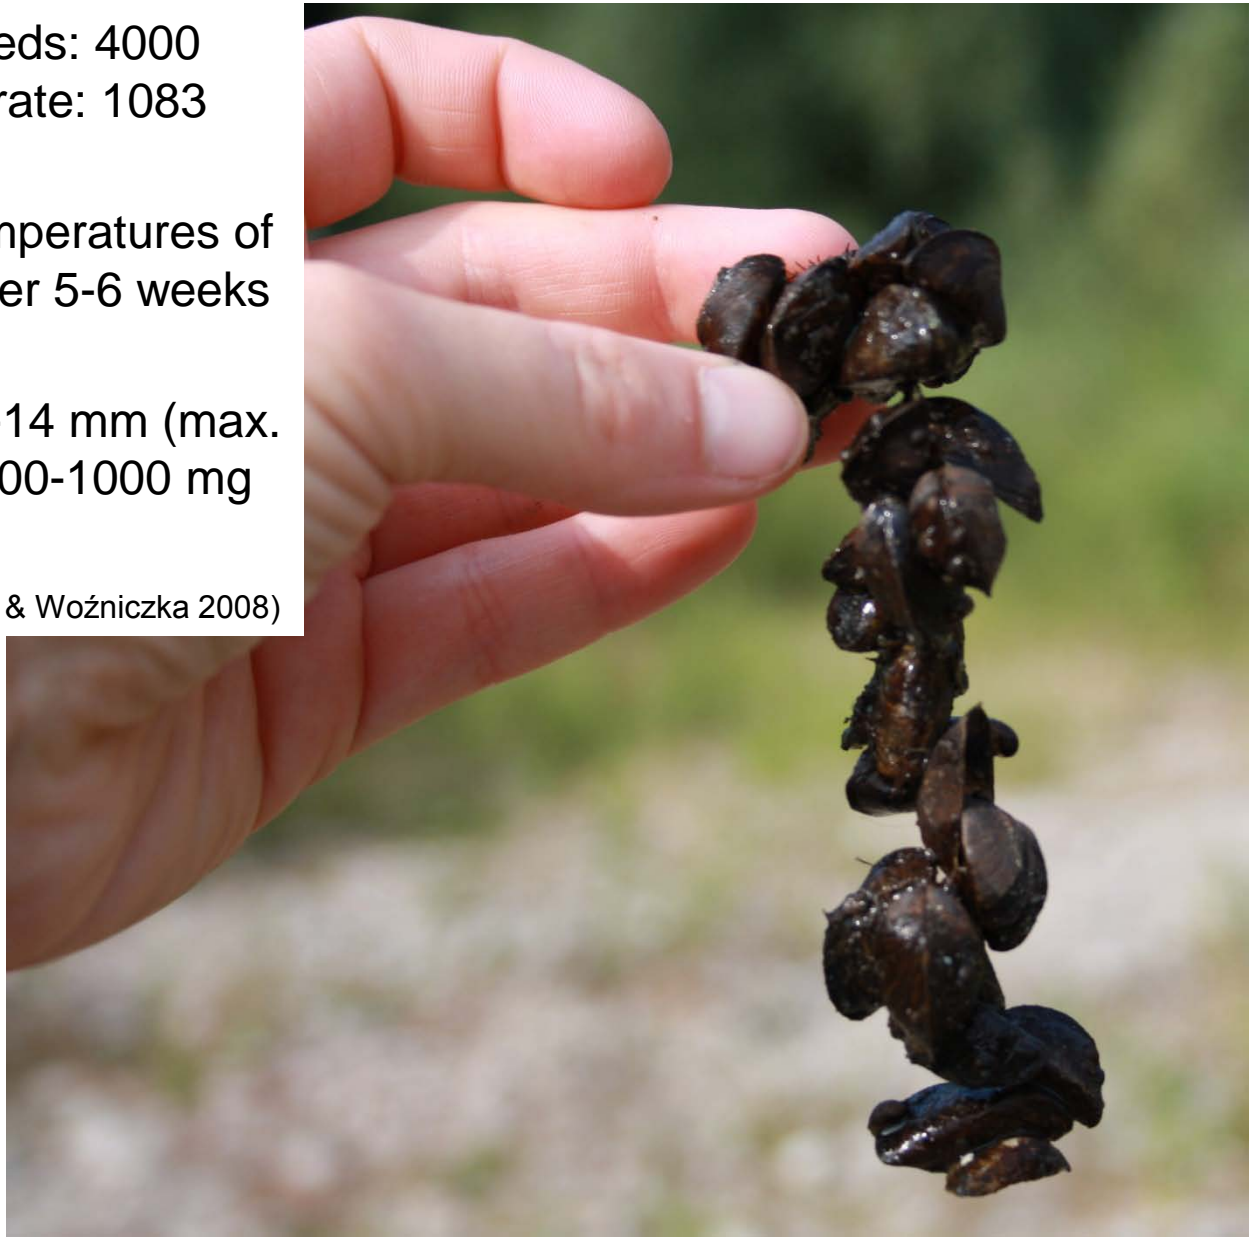 eds: 4000
rate: 1083
nperatures of
er 5-6 weeks
14 mm (max.
00-1000 mg
& Woźniczka 2008)